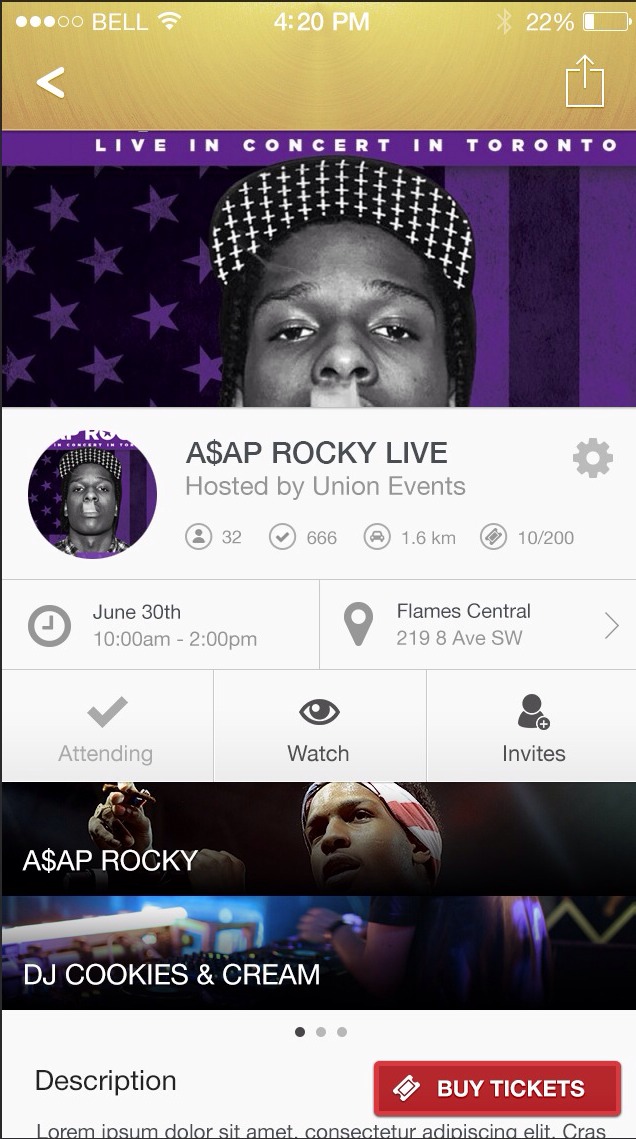 BELL 4:20 PM 22%
LIVE IN CONCERT IN TORONTO
A$AP ROCKY LIVE
Hosted by Union Events
32 666 1.6 km 10/200
June 30th
10:00am - 2:00pm
Flames Central
219 8 Ave SW
Attending Watch Invites
A$AP ROCKY
DJ COOKIES & CREAM
Description
BUY TICKETS
Lorem ipsum dolor sit amet, consectetur adipiscing elit. Cras